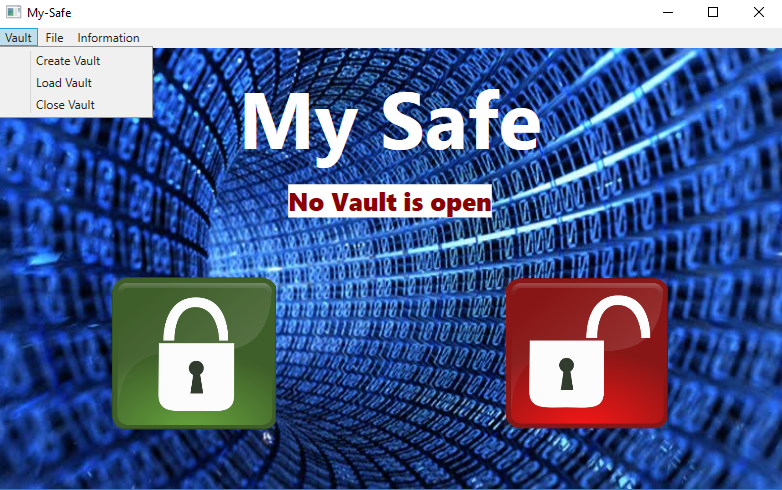 My-Safe
Vault File Information
Create Vault
Load Vault
Close Vault
My Safe
No Vault is open